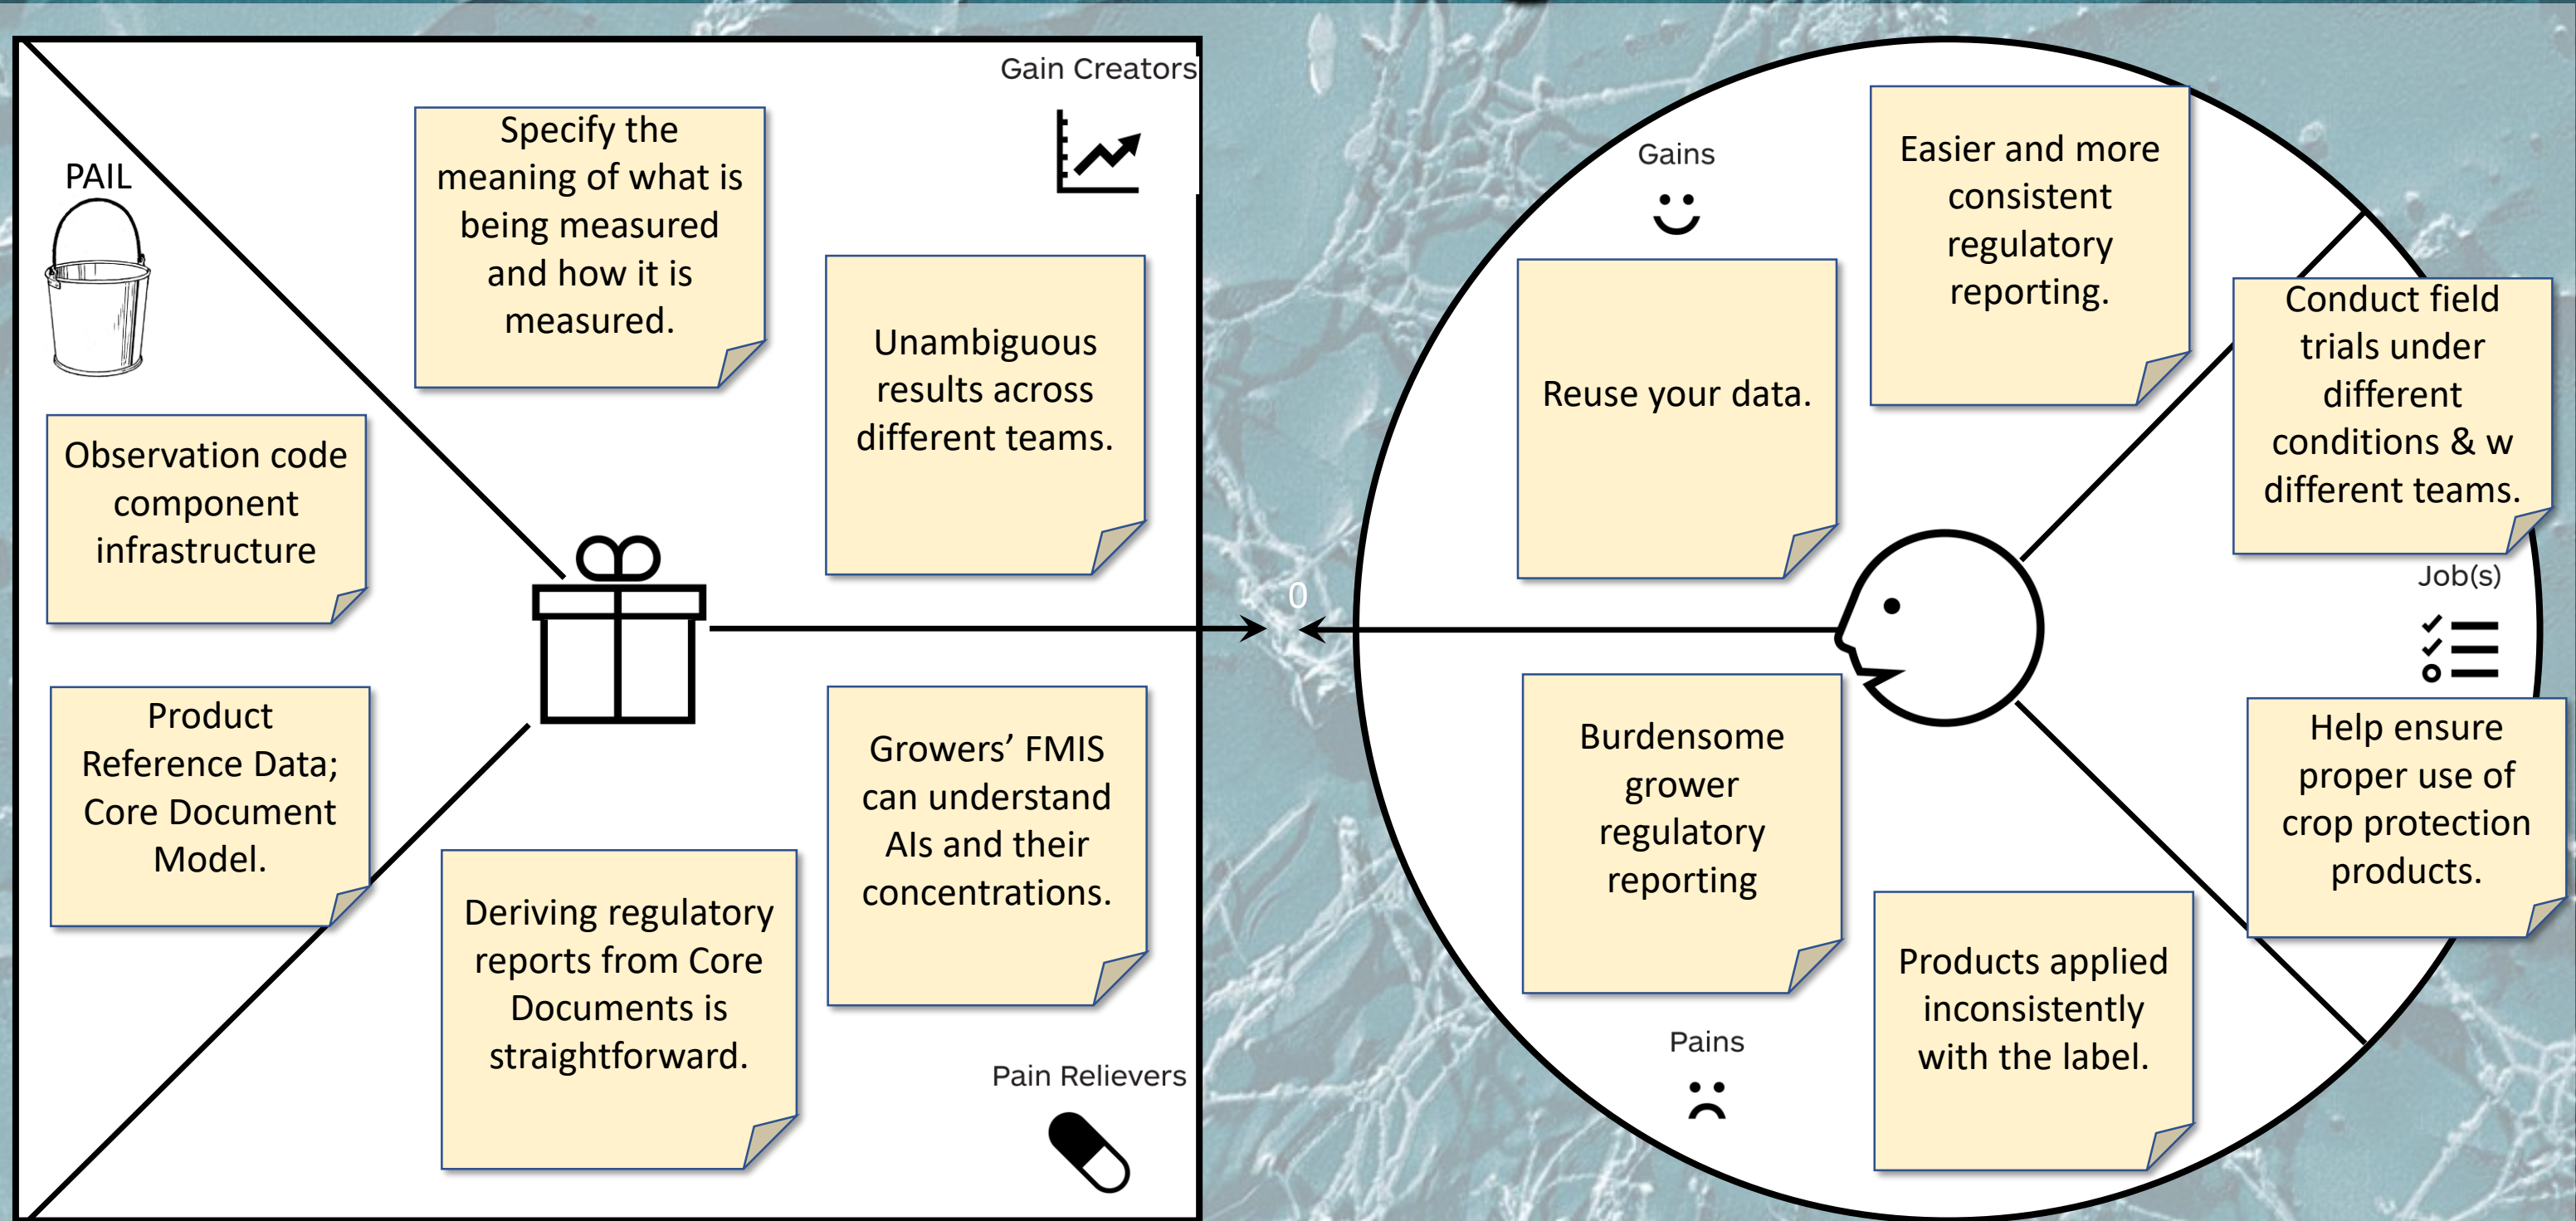 Gain Creators
PAIL
Specify the
meaning of what is
being measured
and how it is
measured.
Unambiguous
results across
different teams.
Observation code
component
infrastructure
Product
Reference Data;
Core Document
Model.
Growers’ FMIS
can understand
AIs and their
concentrations.
Deriving regulatory
reports from Core
Documents is
straightforward.
Pain Relievers
0
Gains
Easier and more
consistent
regulatory
reporting.
Reuse your data.
Conduct field
trials under
different
conditions & w
different teams.
Job(s)
Help ensure
proper use of
crop protection
products.
Burdensome
grower
regulatory
reporting
Products applied
inconsistently
with the label.
Pains